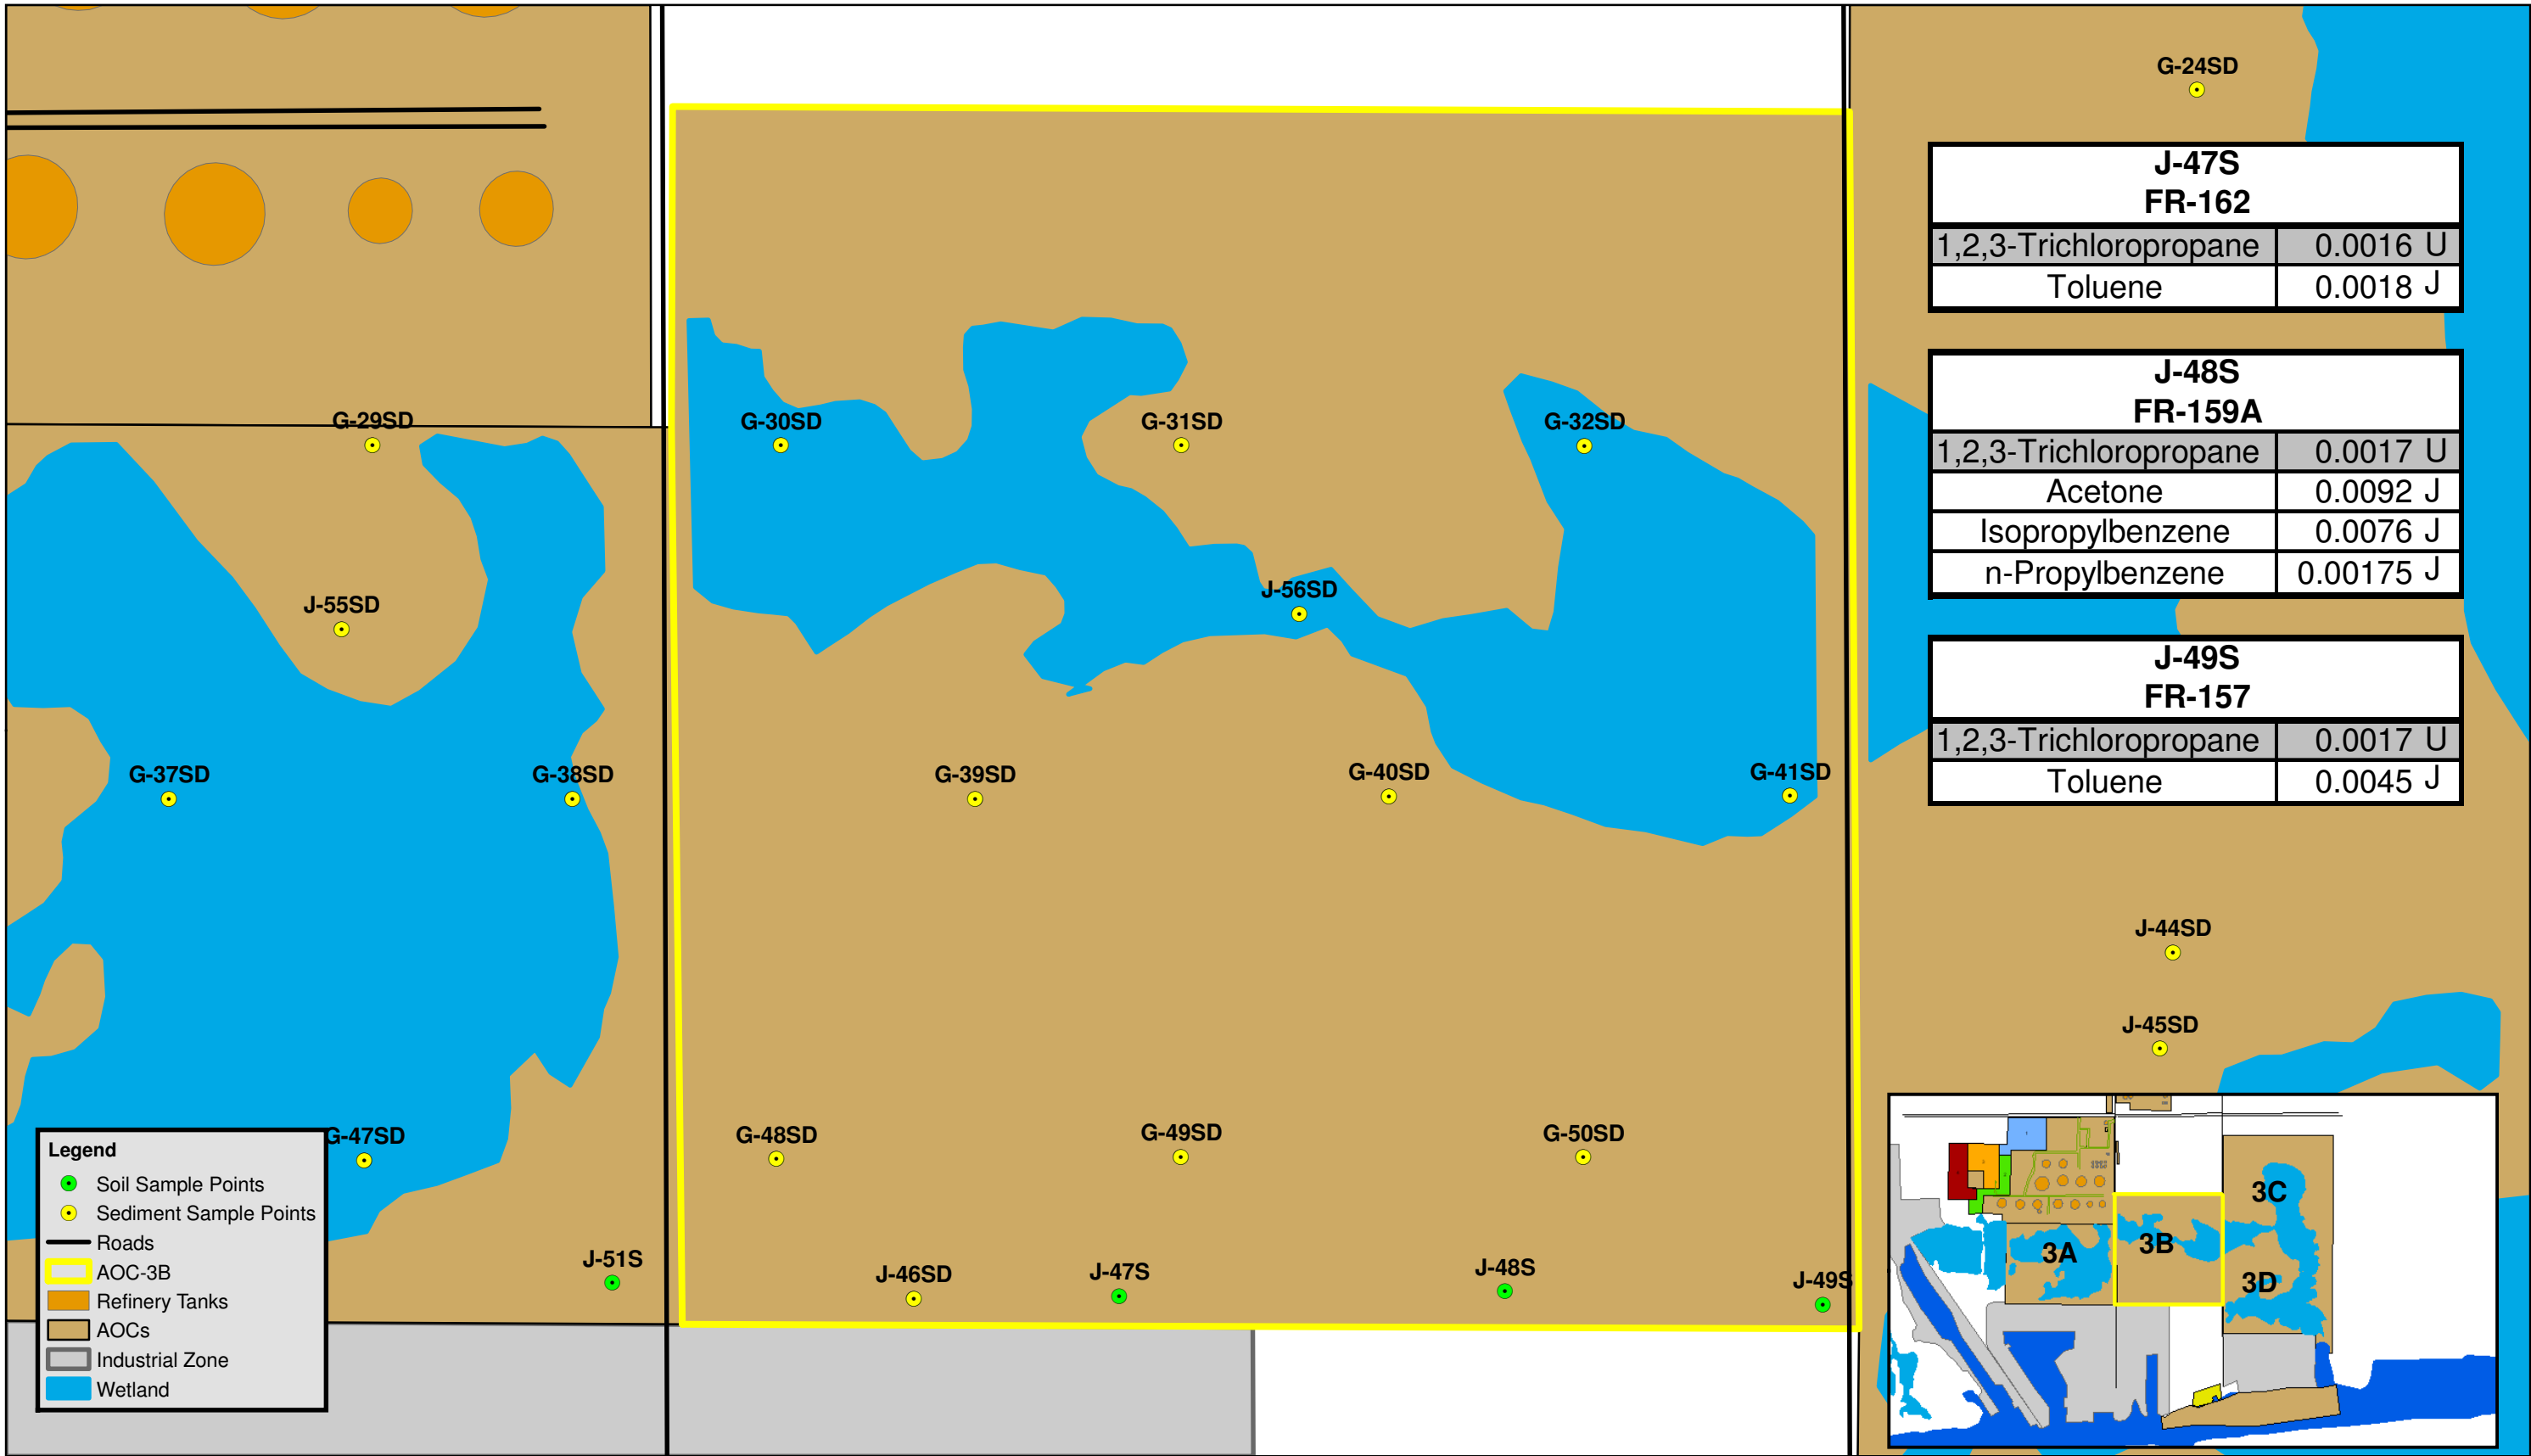 G-24SD
J-47S
FR-162
1,2,3-Trichloropropane 0.0016 U
Toluene 0.0018 J
J-48S
FR-159A
1,2,3-Trichloropropane 0.0017 U
Acetone 0.0092 J
Isopropylbenzene 0.0076 J
n-Propylbenzene 0.00175 J
J-49S
FR-157
1,2,3-Trichloropropane 0.0017 U
Toluene 0.0045 J
G-29SD
G-30SD
G-31SD
G-32SD
J-55SD
J-56SD
G-37SD
G-38SD
G-39SD
G-40SD
G-41SD
J-44SD
J-45SD
G-47SD
G-48SD
G-49SD
G-50SD
J-51S
J-46SD
J-47S
J-48S
J-49S
Legend
Soil Sample Points
Sediment Sample Points
Roads
AOC-3B
Refinery Tanks
AOCs
Industrial Zone
Wetland
3A
3B
3C
3D